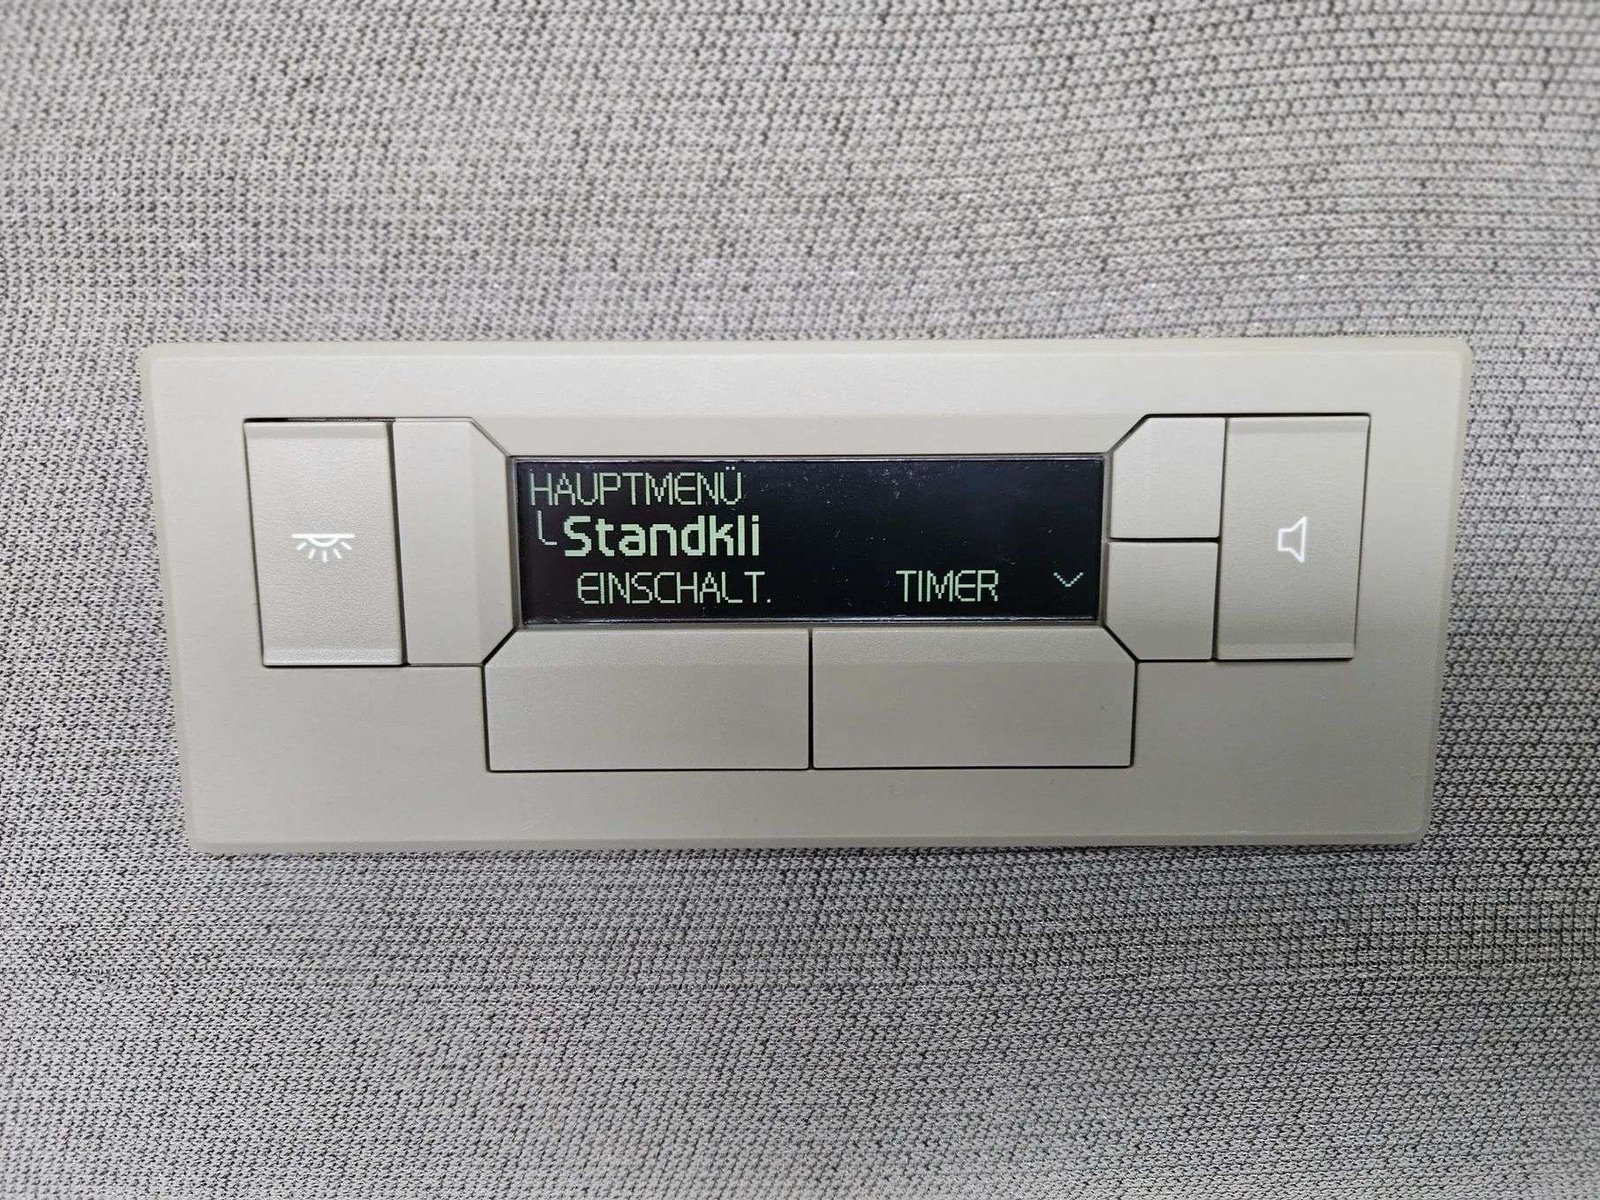 HAUPTMENÜ
Standkli
EINSCHALT. TIMER